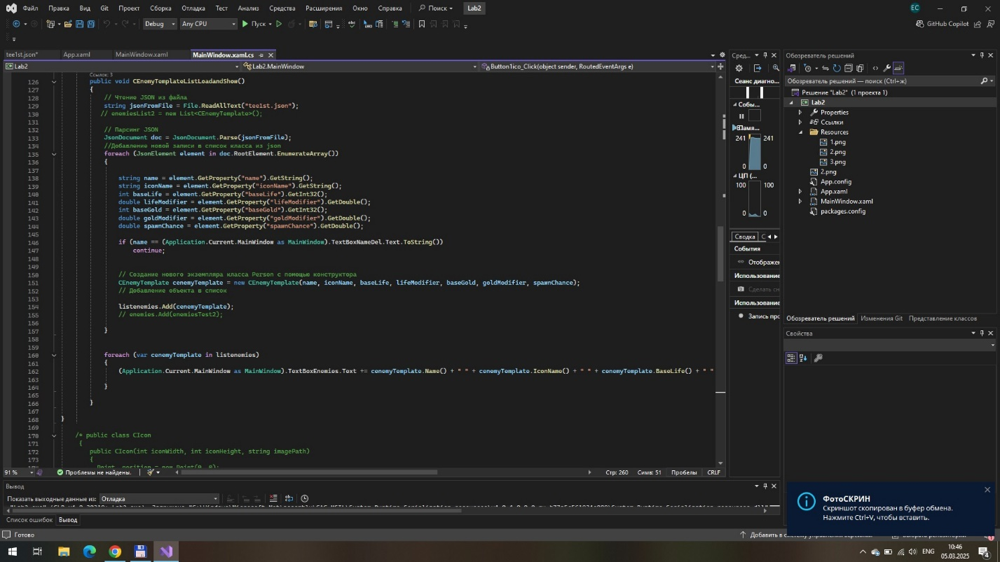 Файл Правка Вид Git Проект Сборка Отладка Тест Анализ Средства Расширения Окно Справка Поиск Lab2 EC
Debug Any CPU Пуск GitHub Copilot
tee1st.json* App.xaml MainWindow.xaml MainWindow.xaml.cs
Lab2 Lab2.MainWindow Button1ico_Click(object sender, RoutedEventArgs e)
Ссылок: 3
126 public void CEnemyTemplateListLoadandShow()
127 {
128 // Чтение JSON из файла
129 string jsonFromFile = File.ReadAllText("tee1st.json");
130 // enemiesList2 = new List<CEnemyTemplate>();
131
132 // Парсинг JSON
133 JsonDocument doc = JsonDocument.Parse(jsonFromFile);
134 //Добавление новой записи в список класса из json
135 foreach (JsonElement element in doc.RootElement.EnumerateArray())
136 {
137
138 string name = element.GetProperty("name").GetString();
139 string iconName = element.GetProperty("iconName").GetString();
140 int baseLife = element.GetProperty("baseLife").GetInt32();
141 double lifeModifier = element.GetProperty("lifeModifier").GetDouble();
142 int baseGold = element.GetProperty("baseGold").GetInt32();
143 double goldModifier = element.GetProperty("goldModifier").GetDouble();
144 double spawnChance = element.GetProperty("spawnChance").GetDouble();
145
146 if (name == (Application.Current.MainWindow as MainWindow).TextBoxNameDel.Text.ToString())
147 continue;
148
149
150 // Создание нового экземпляра класса Person с помощью конструктора
151 CEnemyTemplate cenemyTemplate = new CEnemyTemplate(name, iconName, baseLife, lifeModifier, baseGold, goldModifier, spawnChance);
152 // Добавление объекта в список
153
154 listenemies.Add(cenemyTemplate);
155 // enemies.Add(enemiesTest2);
156
157 }
158
159
160 foreach (var cenemyTemplate in listenemies)
161 {
162 (Application.Current.MainWindow as MainWindow).TextBoxEnemies.Text += cenemyTemplate.Name() + " " + cenemyTemplate.IconName() + " " + cenemyTemplate.BaseLife() + " "
163
164 }
165
166 }
167
168 }
169
170 /* public class CIcon
171 {
172 public CIcon(int iconWidth, int iconHeight, string imagePath)
173 {
Point position = new Point(0, 0);
91 % Проблемы не найдены. Стр: 260 Симв: 51 Пробелы CRLF
Вывод
Показать выходные данные из: Отладка
Список ошибок Вывод
Сред...
Сеанс диагно...
Собы...
Памя...
241 241
0 0
ЦП (...
100 100
0 0
Сводка С
События
Отображен
Использование
Сделать сн
Использование
Запись прс
Обозреватель решений
Обозреватель решений — поиск (Ctrl+ж)
Решение "Lab2" (1 проекта 1)
Lab2
Properties
Ссылки
Resources
1.png
2.png
3.png
2.png
App.config
App.xaml
MainWindow.xaml
packages.config
Обозреватель решений Изменения Git Представление классов
Свойства
ФотоСКРИН
Скриншот скопирован в буфер обмена.
Нажмите Ctrl+V, чтобы вставить.
Готово
10:46
ENG
05.03.2025
4